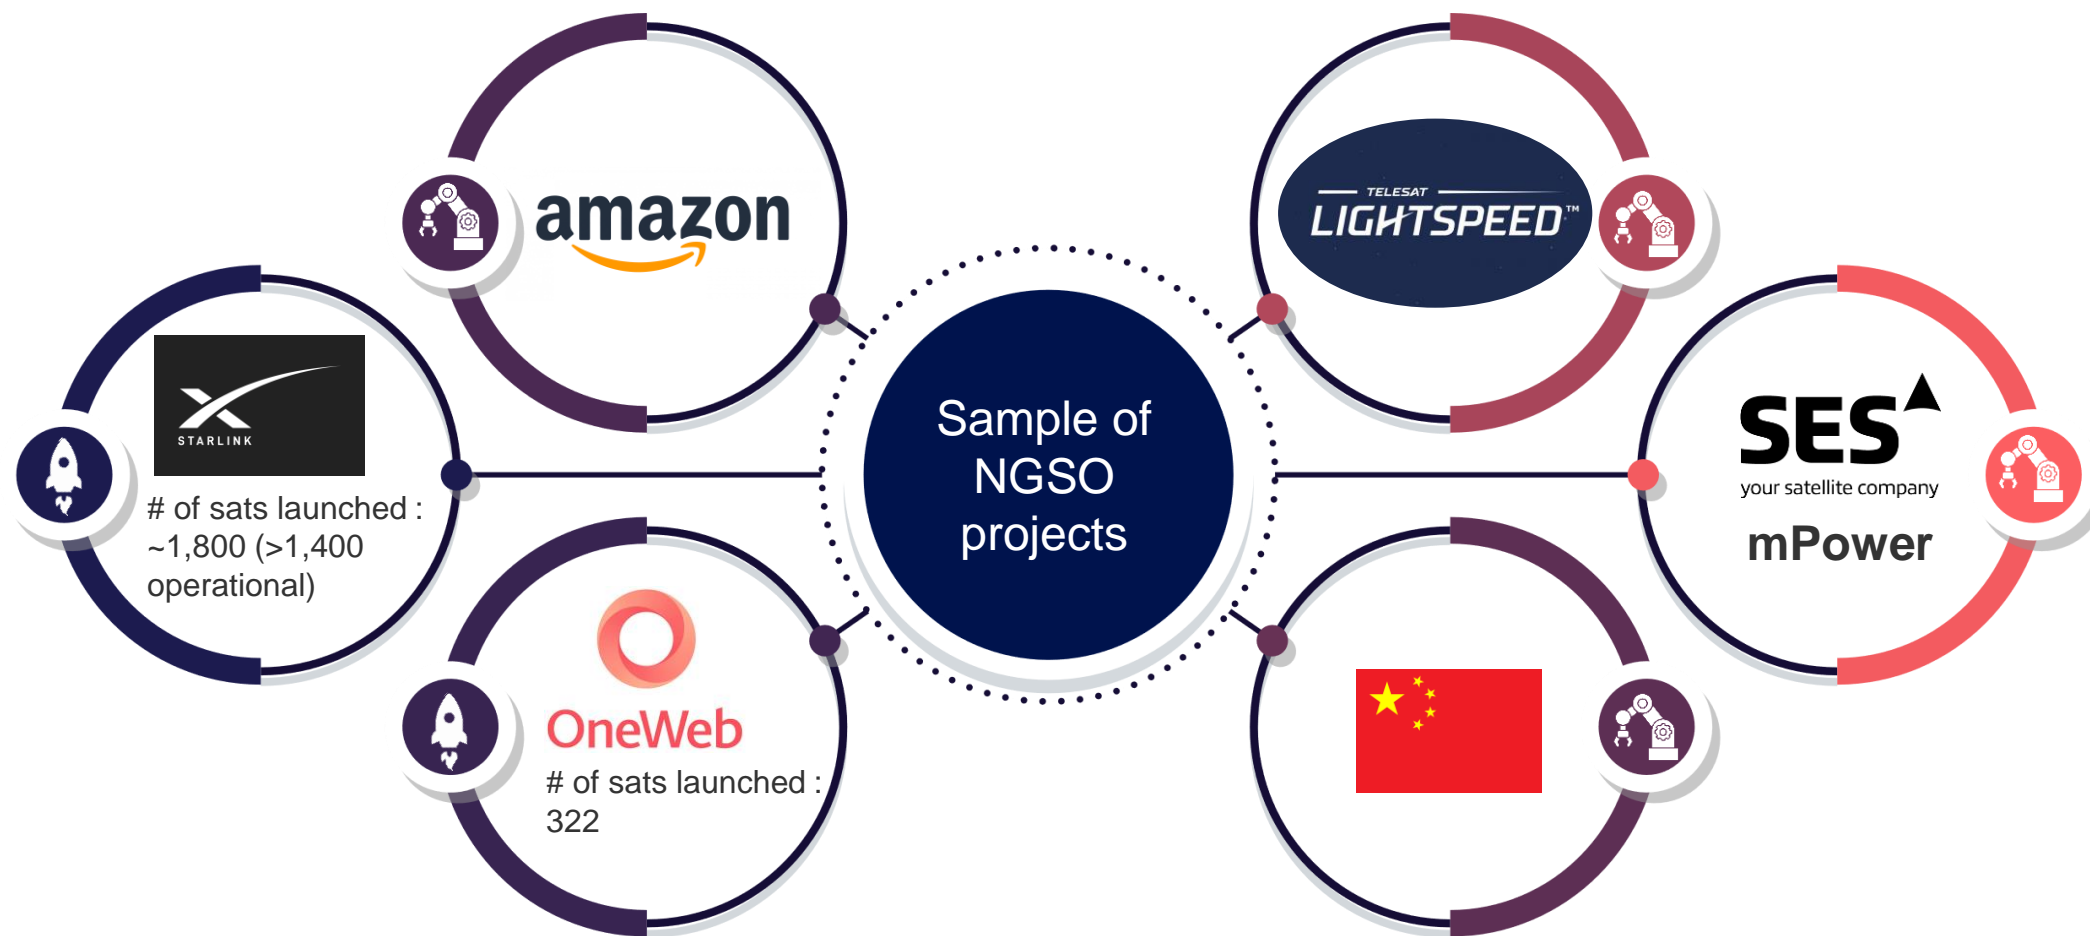 amazon
TELESAT
LIGHTSPEED™
STARLINK
# of sats launched :
~1,800 (>1,400
operational)
Sample of
NGSO
projects
SES
your satellite company
mPower
OneWeb
# of sats launched :
322